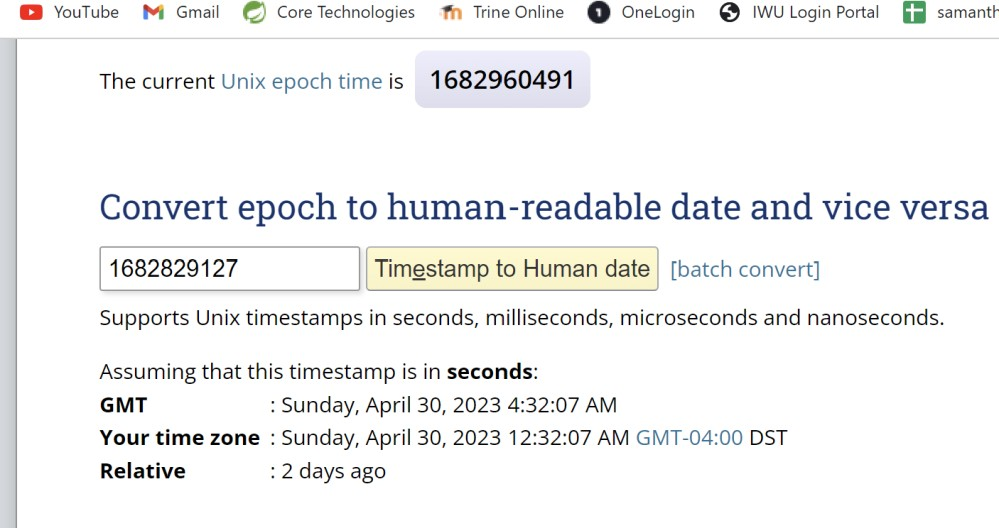 YouTube Gmail Core Technologies Trine Online OneLogin IWU Login Portal samanth
The current Unix epoch time is 1682960491
Convert epoch to human-readable date and vice versa
1682829127 Timestamp to Human date [batch convert]
Supports Unix timestamps in seconds, milliseconds, microseconds and nanoseconds.
Assuming that this timestamp is in seconds:
GMT : Sunday, April 30, 2023 4:32:07 AM
Your time zone : Sunday, April 30, 2023 12:32:07 AM GMT-04:00 DST
Relative : 2 days ago